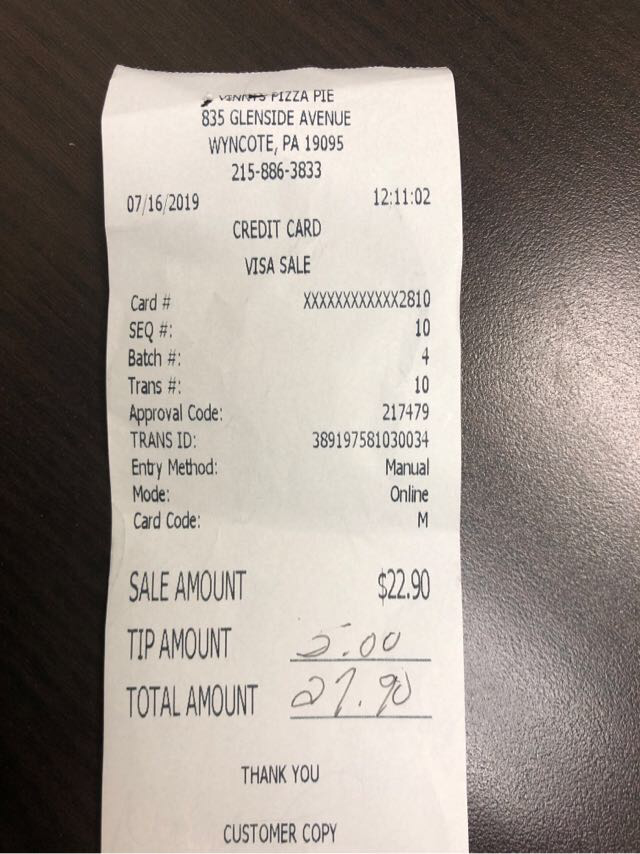 PIZZA PIE
835 GLENSIDE AVENUE
WYNCOTE, PA 19095
215-886-3833
07/16/2019 12:11:02
CREDIT CARD
VISA SALE
Card # XXXXXXXXXXXX2810
SEQ #: 10
Batch #: 4
Trans #: 10
Approval Code: 217479
TRANS ID: 389197581030034
Entry Method: Manual
Mode: Online
Card Code: M
SALE AMOUNT $22.90
TIP AMOUNT 5.00
TOTAL AMOUNT 27.90
THANK YOU
CUSTOMER COPY